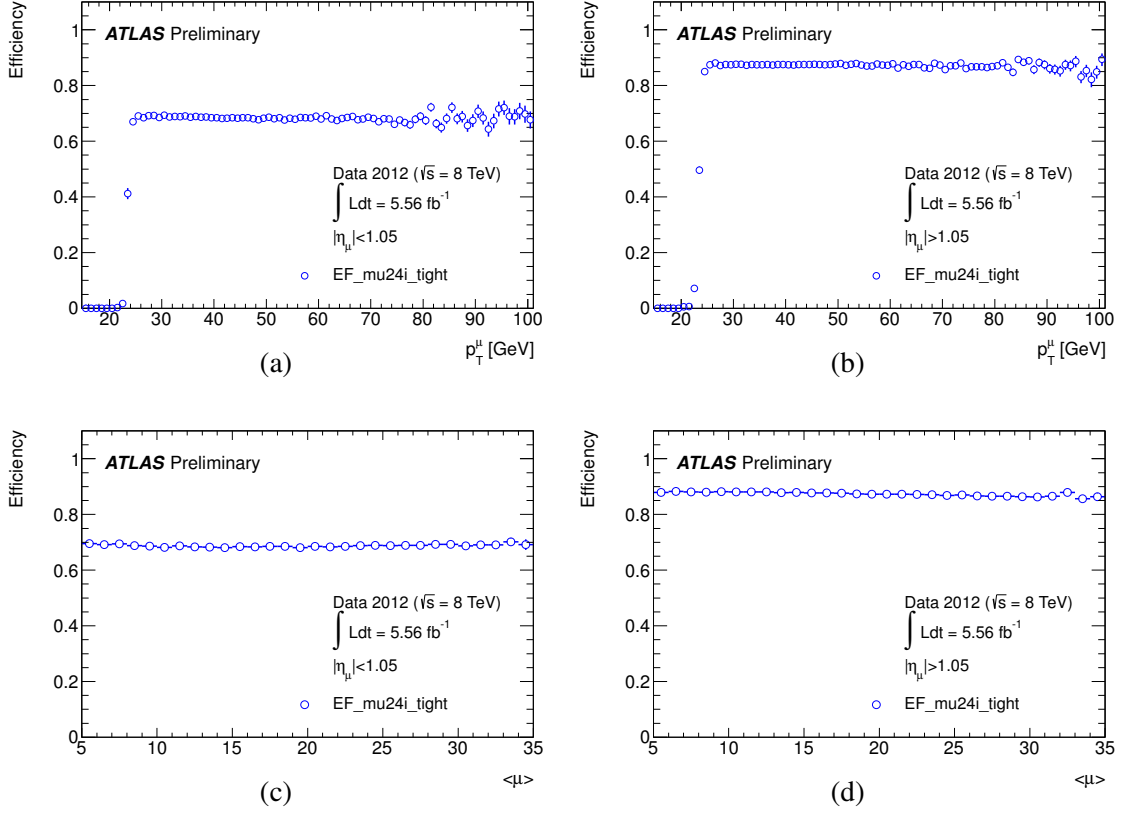 Efficiency
1
0.8
0.6
0.4
0.2
0
ATLAS Preliminary
Data 2012 (√s = 8 TeV)
∫ Ldt = 5.56 fb⁻¹
|η_μ|<1.05
EF_mu24i_tight
20 30 40 50 60 70 80 90 100
p_T^μ [GeV]
(a)
Efficiency
1
0.8
0.6
0.4
0.2
0
ATLAS Preliminary
Data 2012 (√s = 8 TeV)
∫ Ldt = 5.56 fb⁻¹
|η_μ|>1.05
EF_mu24i_tight
20 30 40 50 60 70 80 90 100
p_T^μ [GeV]
(b)
Efficiency
1
0.8
0.6
0.4
0.2
0
ATLAS Preliminary
Data 2012 (√s = 8 TeV)
∫ Ldt = 5.56 fb⁻¹
|η_μ|<1.05
EF_mu24i_tight
5 10 15 20 25 30 35
<μ>
(c)
Efficiency
1
0.8
0.6
0.4
0.2
0
ATLAS Preliminary
Data 2012 (√s = 8 TeV)
∫ Ldt = 5.56 fb⁻¹
|η_μ|>1.05
EF_mu24i_tight
5 10 15 20 25 30 35
<μ>
(d)